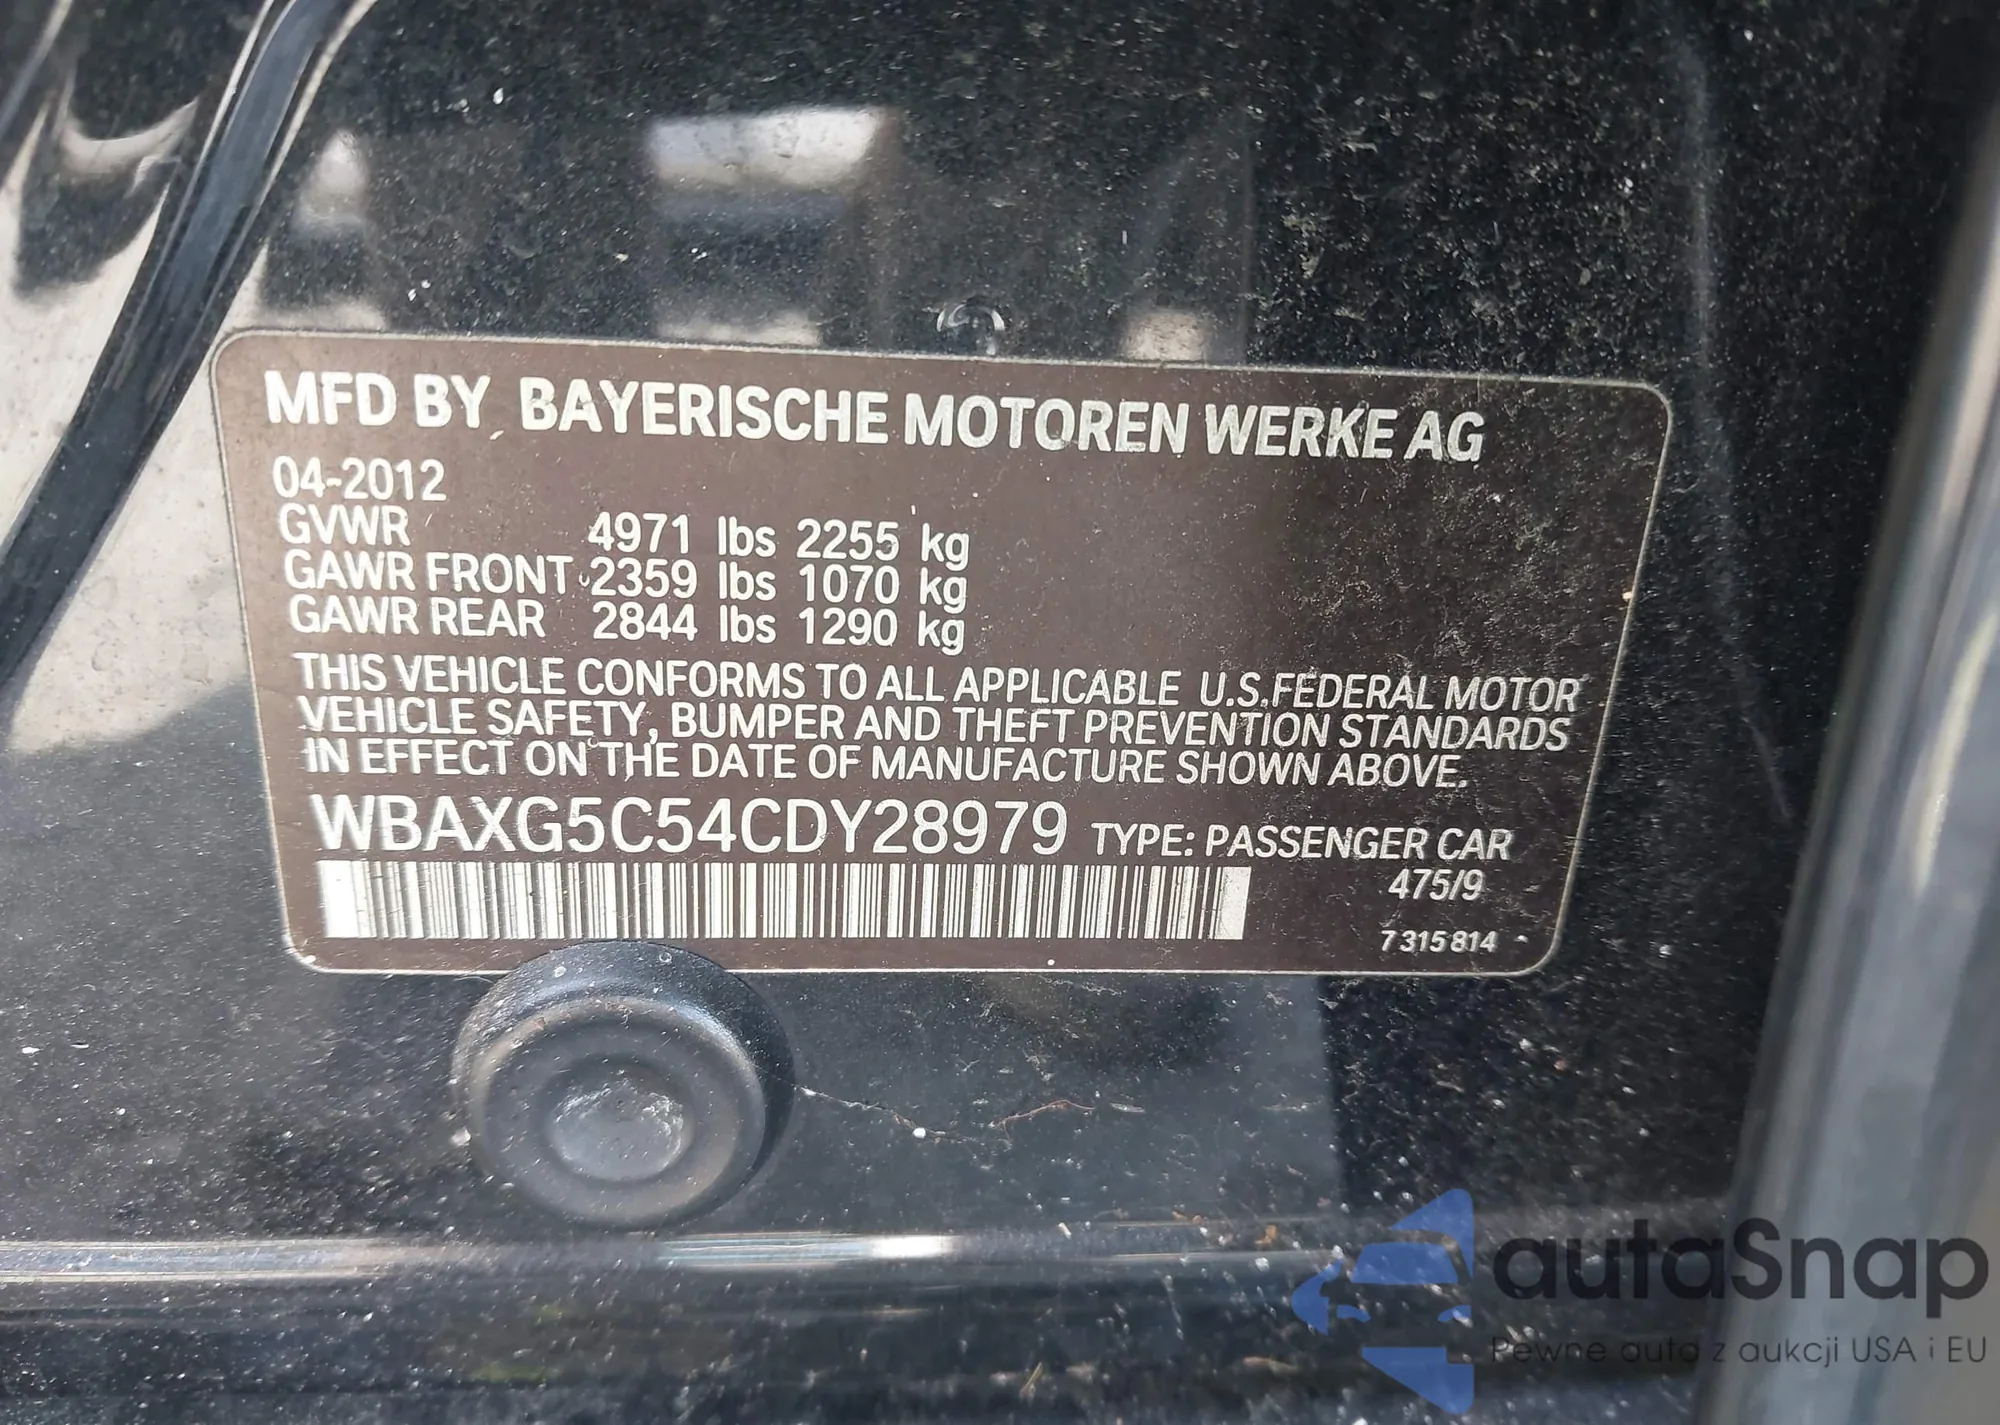 MFD BY BAYERISCHE MOTOREN WERKE AG
04-2012
GVWR 4971 lbs 2255 kg
GAWR FRONT 2359 lbs 1070 kg
GAWR REAR 2844 lbs 1290 kg
THIS VEHICLE CONFORMS TO ALL APPLICABLE U.S.FEDERAL MOTOR
VEHICLE SAFETY, BUMPER AND THEFT PREVENTION STANDARDS
IN EFFECT ON THE DATE OF MANUFACTURE SHOWN ABOVE.
WBAXG5C54CDY28979 TYPE: PASSENGER CAR
475/9
7315814
autaSnap
Pewne auta z aukcji USA i EU